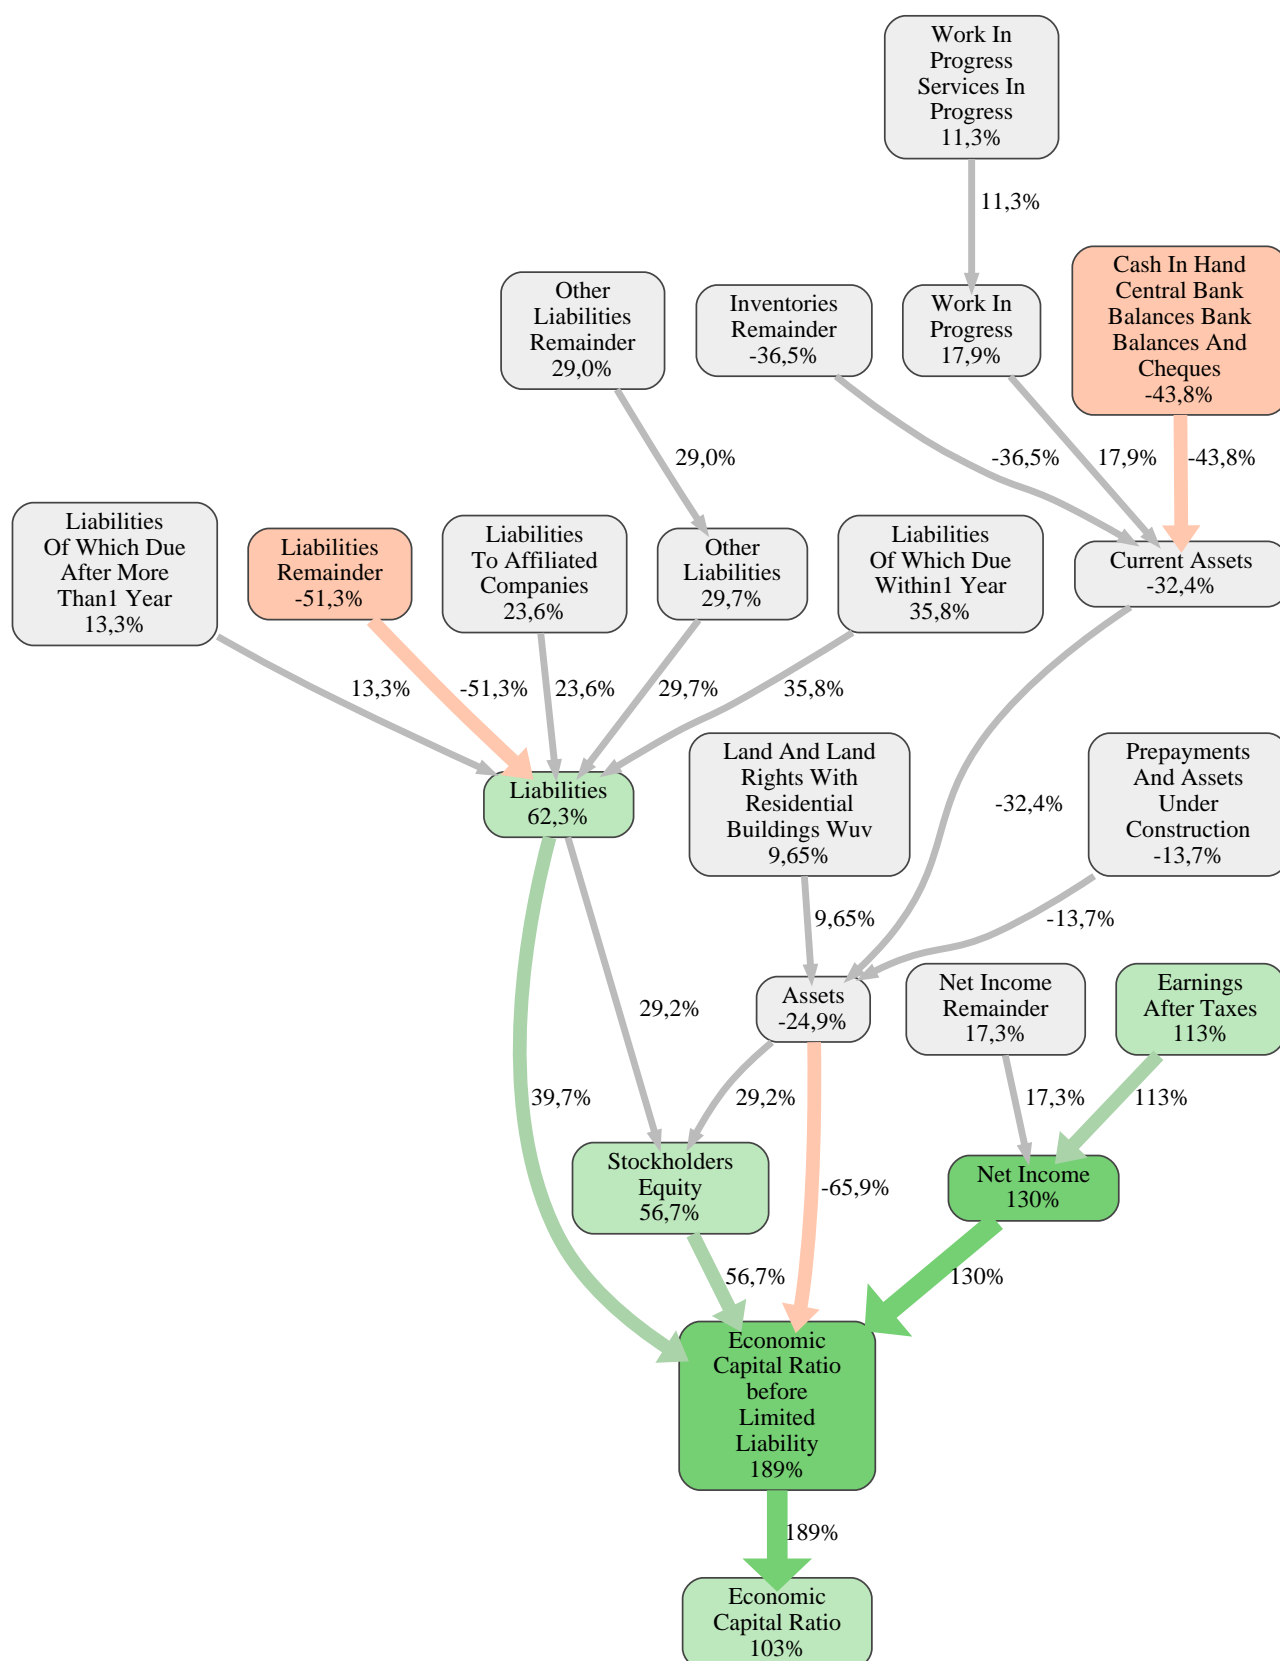 Work In
Progress
Services In
Progress
11,3%
11,3%
Other
Liabilities
Remainder
29,0%
Inventories
Remainder
-36,5%
Work In
Progress
17,9%
Cash In Hand
Central Bank
Balances Bank
Balances And
Cheques
-43,8%
29,0%
-36,5%
17,9%
-43,8%
Liabilities
Of Which Due
After More
Than1 Year
13,3%
Liabilities
Remainder
-51,3%
Liabilities
To Affiliated
Companies
23,6%
Other
Liabilities
29,7%
Liabilities
Of Which Due
Within1 Year
35,8%
Current Assets
-32,4%
13,3%
-51,3%
23,6%
29,7%
35,8%
Liabilities
62,3%
Land And Land
Rights With
Residential
Buildings Wuv
9,65%
-32,4%
Prepayments
And Assets
Under
Construction
-13,7%
9,65%
-13,7%
Assets
-24,9%
Net Income
Remainder
17,3%
Earnings
After Taxes
113%
29,2%
39,7%
29,2%
17,3%
113%
Stockholders
Equity
56,7%
-65,9%
Net Income
130%
56,7%
130%
Economic
Capital Ratio
before
Limited
Liability
189%
189%
Economic
Capital Ratio
103%